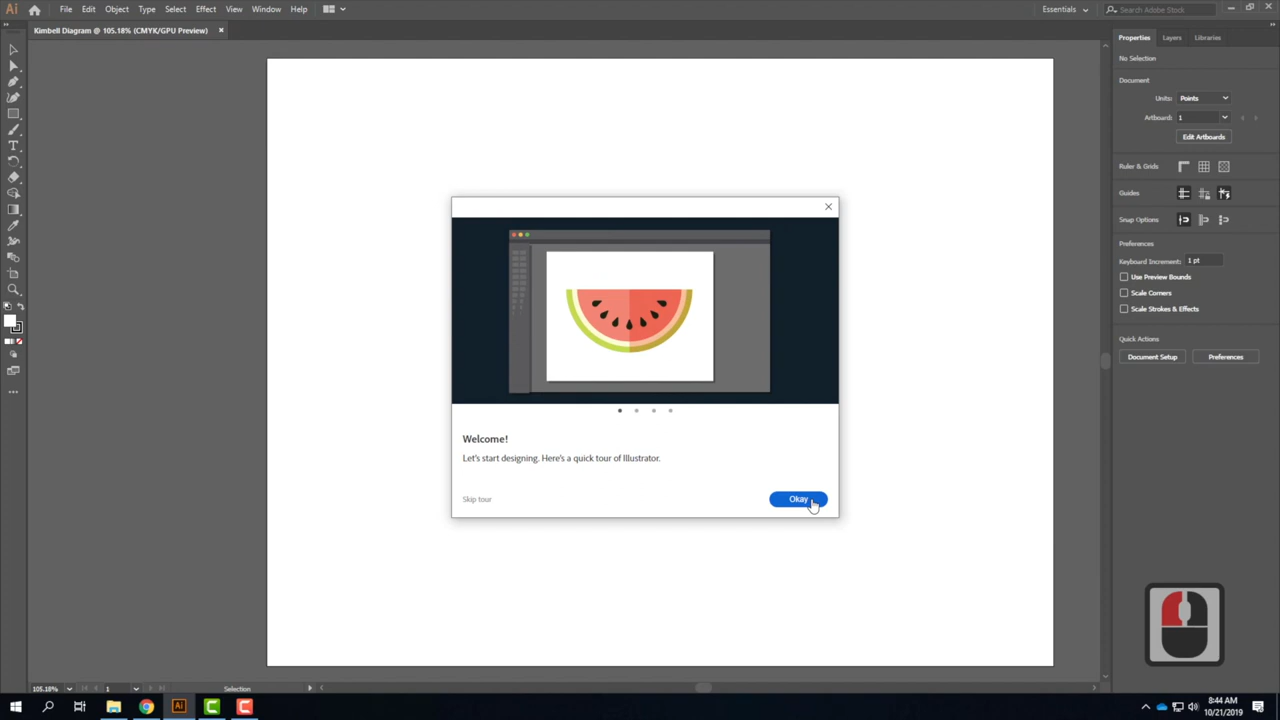 Ai File Edit Object Type Select Effect View Window Help Essentials Search Adobe Stock
Kimbell Diagram @ 105.18% (CMYK/GPU Preview)
Properties Layers Libraries
No Selection
Document
Units: Points
Artboard: 1
Edit Artboards
Ruler & Grids
Guides
Snap Options
Preferences
Keyboard Increment: 1 pt
Use Preview Bounds
Scale Corners
Scale Strokes & Effects
Quick Actions
Document Setup Preferences
Welcome!
Let's start designing. Here's a quick tour of Illustrator.
Skip tour Okay
105.18% 1 Selection
Ai
8:44 AM
10/21/2019